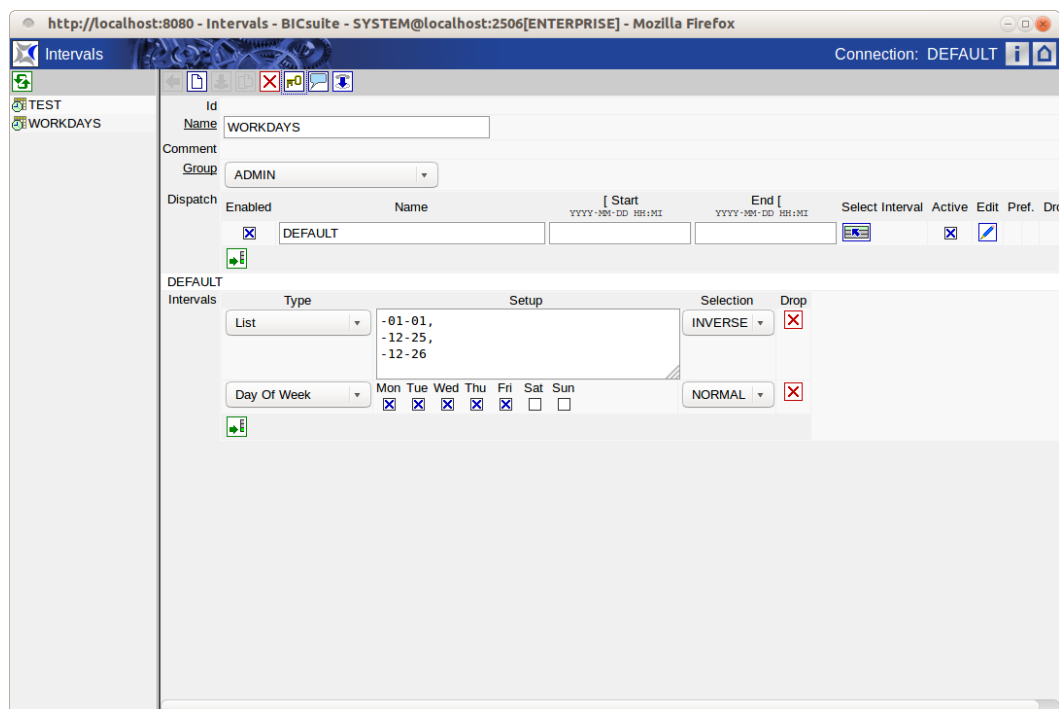 http://localhost:8080 - Intervals - BICsuite - SYSTEM@localhost:2506[ENTERPRISE] - Mozilla Firefox
Intervals
Connection: DEFAULT
TEST
WORKDAYS
Id
Name WORKDAYS
Comment
Group ADMIN
Dispatch Enabled Name [ Start End [ Select Interval Active Edit Pref. Dro
YYYY-MM-DD HH:MI YYYY-MM-DD HH:MI
DEFAULT
DEFAULT
Intervals Type Setup Selection Drop
List -01-01, INVERSE
-12-25,
-12-26
Mon Tue Wed Thu Fri Sat Sun
Day Of Week NORMAL